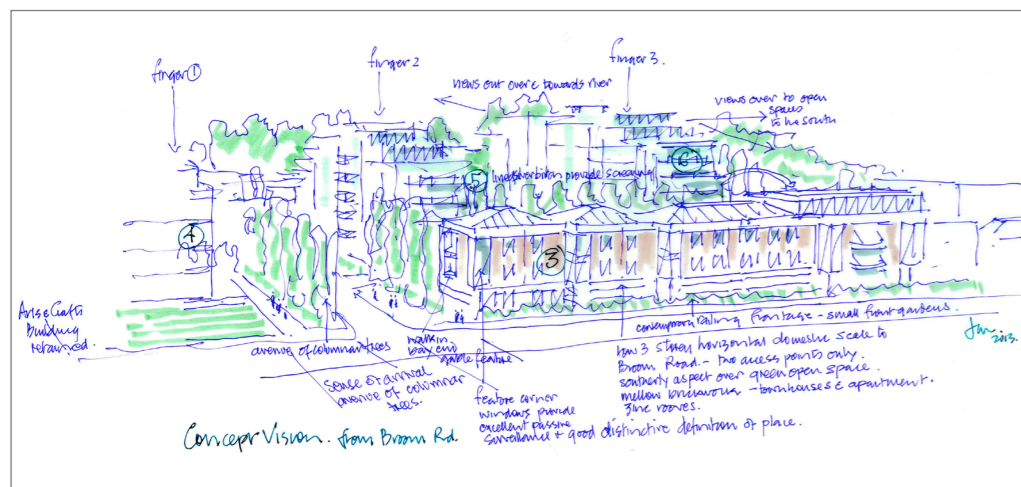 finger ①
finger 2
finger 3.
views out over & towards river
views over to open
spaces
to the south
5
6
provide screening
4
3
Arts & Crafts
Building
retained.
avenue of columnar trees
sense of arrival
avenue of columnar
trees.
walk in
box end
gable feature
feature corner
windows provide
excellent passive
surveillance + good distinctive definition of place.
contemporary railing frontage - small front gardens.
low 3 storey horizontal domestic scale to
Broom Road - two access points only.
southerly aspect over green open space.
mellow brickwork - townhouses & apartment.
zinc rooves.
2013.
Concept Vision. from Broom Rd.